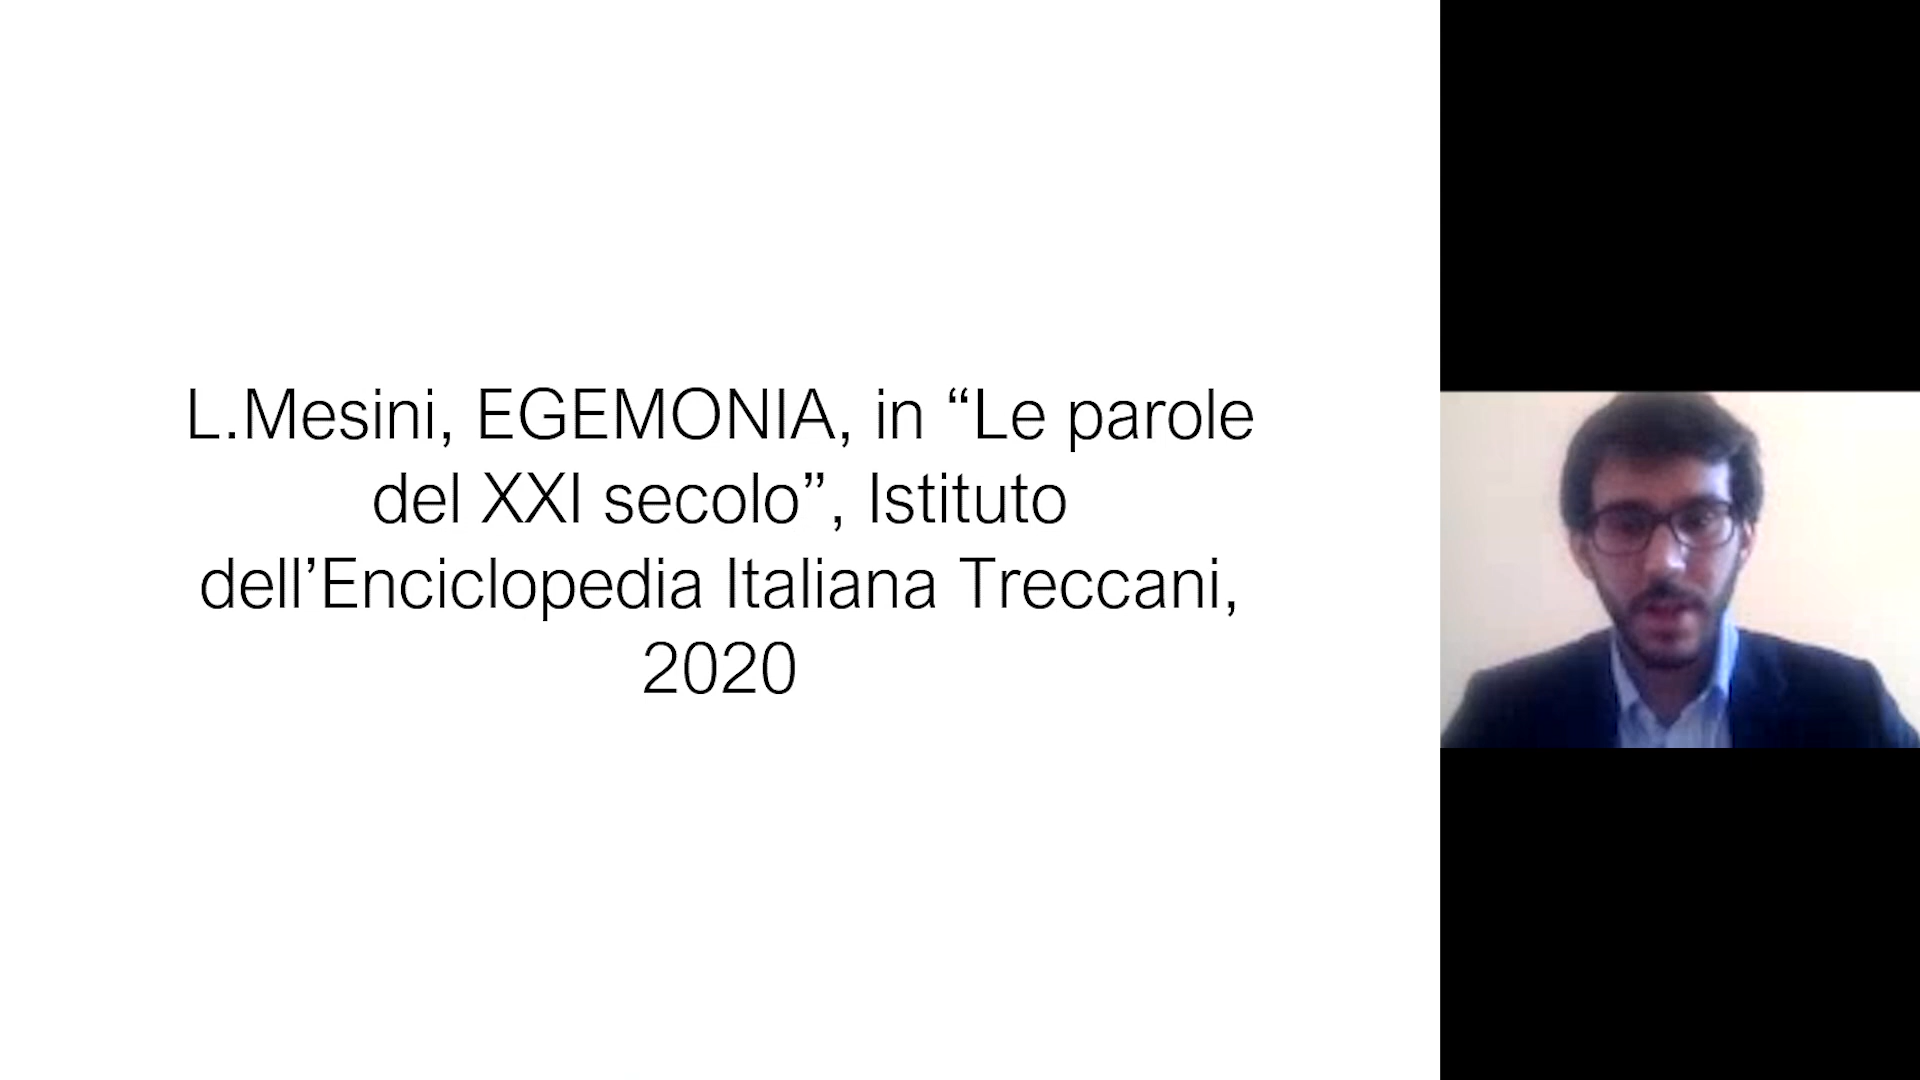 L.Mesini, EGEMONIA, in “Le parole
del XXI secolo”, Istituto
dell’Enciclopedia Italiana Treccani,
2020